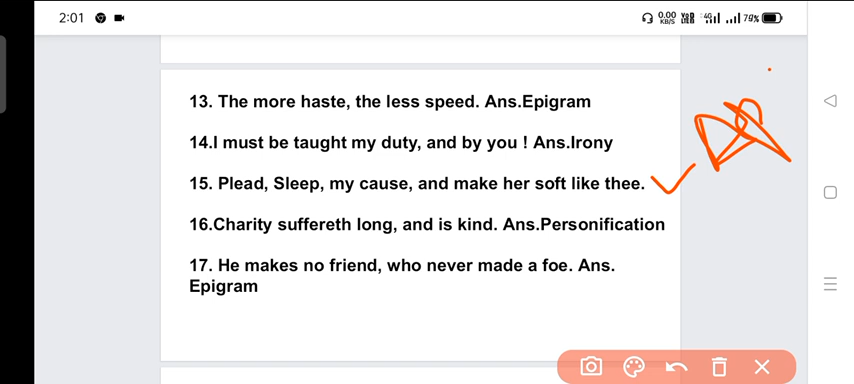 2:01 0.00 KB/S Vo LTE 4G 79%
13. The more haste, the less speed. Ans.Epigram
14.I must be taught my duty, and by you ! Ans.Irony
15. Plead, Sleep, my cause, and make her soft like thee.
16.Charity suffereth long, and is kind. Ans.Personification
17. He makes no friend, who never made a foe. Ans.
Epigram